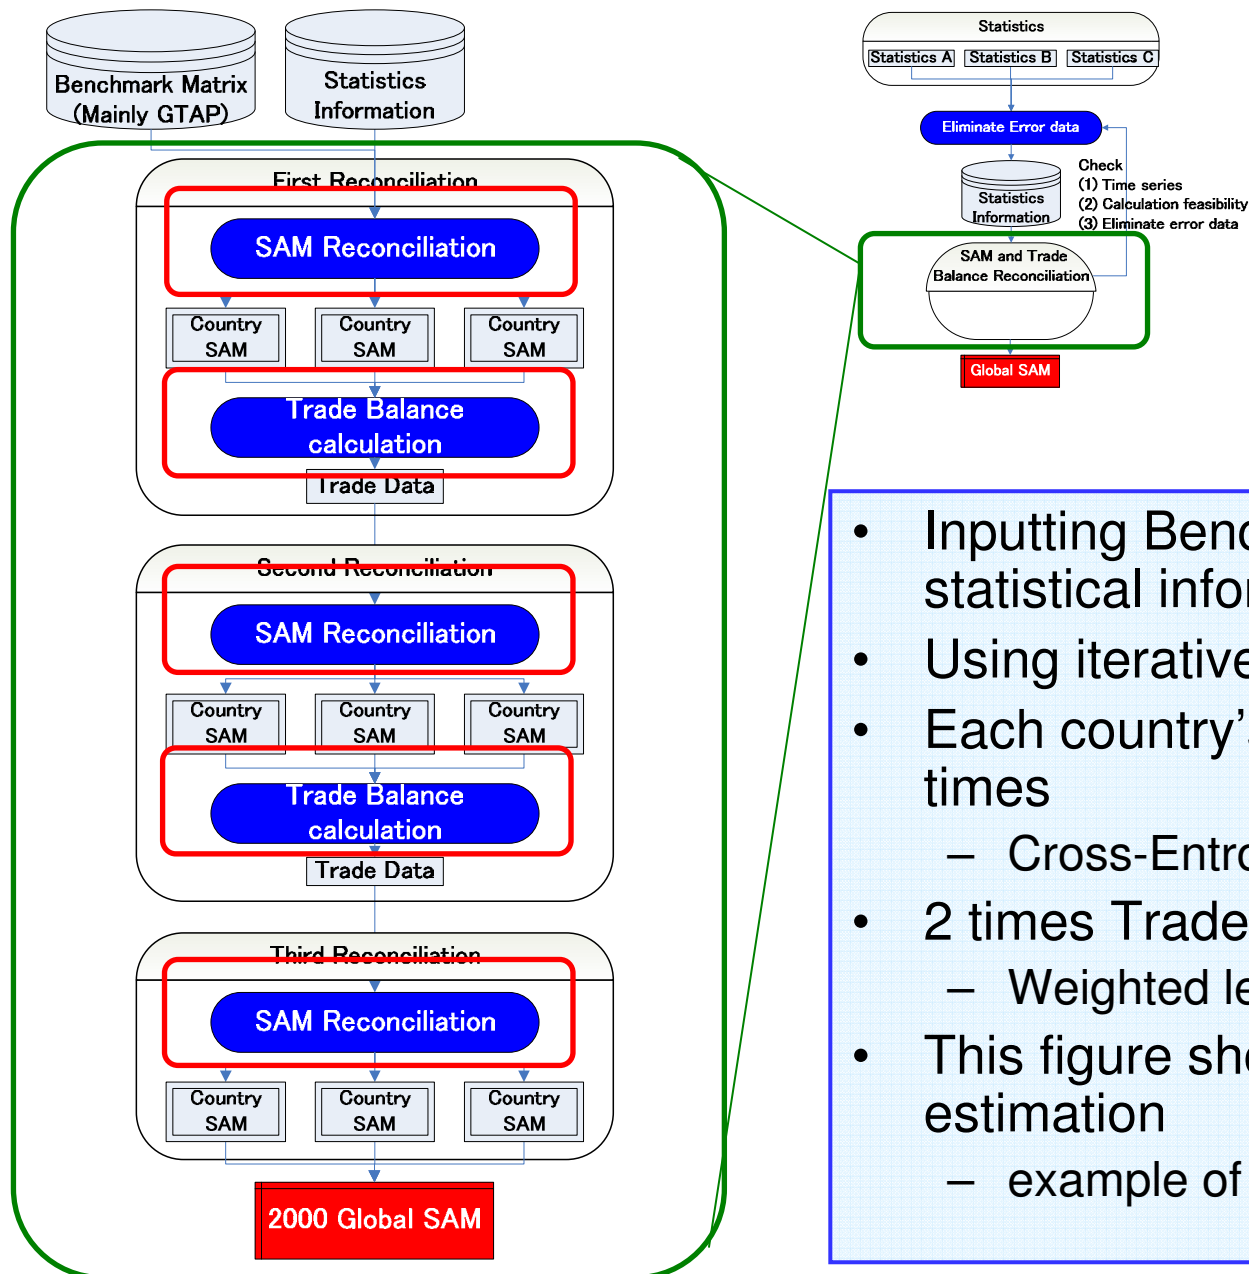 Benchmark Matrix
(Mainly GTAP)
Statistics
Information
First Reconciliation
SAM Reconciliation
Country
SAM
Country
SAM
Country
SAM
Trade Balance
calculation
Trade Data
Second Reconciliation
SAM Reconciliation
Country
SAM
Country
SAM
Country
SAM
Trade Balance
calculation
Trade Data
Third Reconciliation
SAM Reconciliation
Country
SAM
Country
SAM
Country
SAM
2000 Global SAM
Statistics
Statistics A
Statistics B
Statistics C
Eliminate Error data
Statistics
Information
Check
(1) Time series
(2) Calculation feasibility
(3) Eliminate error data
SAM and Trade
Balance Reconciliation
Global SAM
• Inputting
statistical
• Using iterative
• Each country's
times
–
• 2 times Trade
– Weighted
• This figure
estimation
– example of